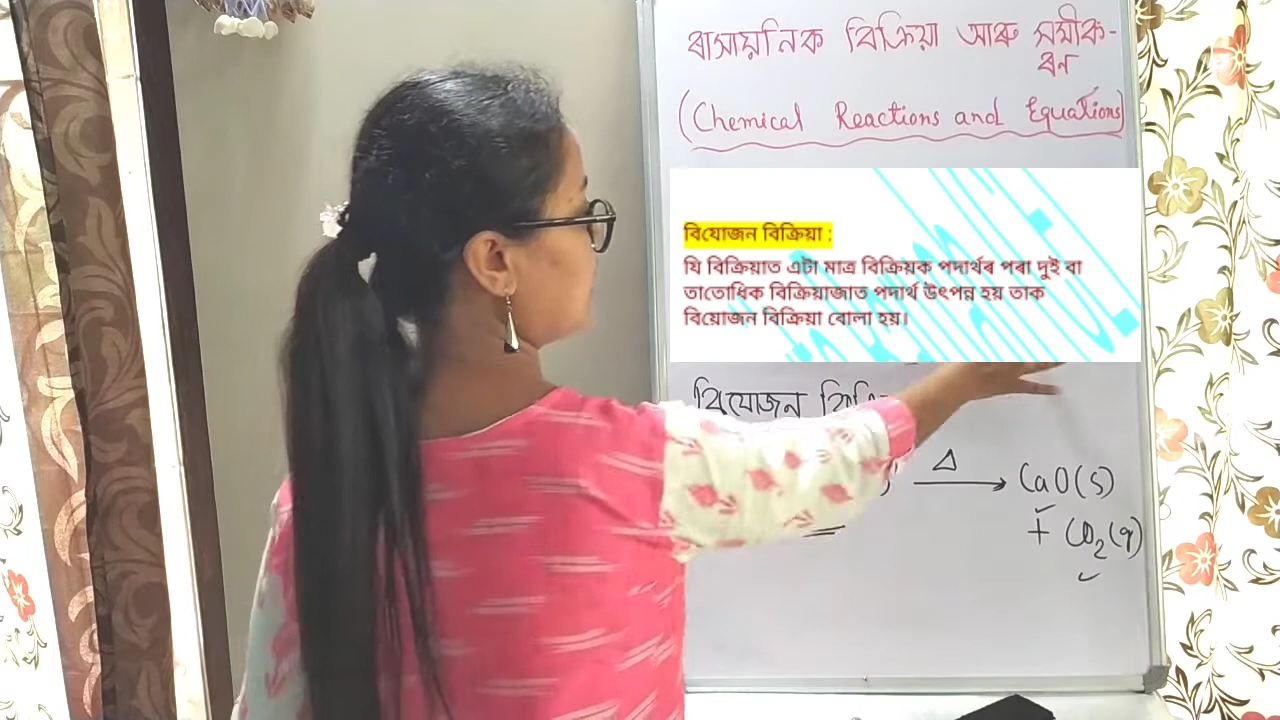 ৰাসায়নিক বিক্ৰিয়া আৰু সমীক-
ৰণ
(Chemical Reactions and Equations)
বিযোজন বিক্ৰিয়া :
যি বিক্ৰিয়াত এটা মাত্ৰ বিক্ৰিয়ক পদাৰ্থৰ পৰা দুই বা
তাতোধিক বিক্ৰিয়াজাত পদাৰ্থ উৎপন্ন হয় তাক
বিয়োজন বিক্ৰিয়া বোলা হয়।
বিযোজন
Δ → CaO(s)
+ CO₂(g)